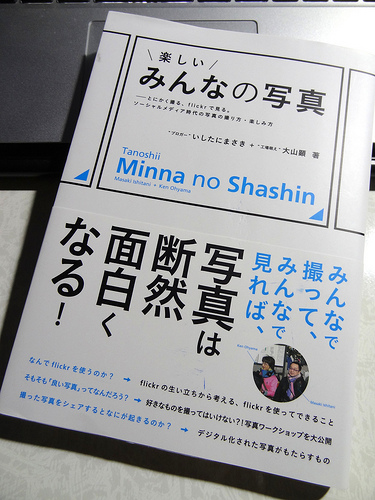 \ 楽しい /
みんなの写真
──とにかく撮る、flickrで見る。
ソーシャルメディア時代の写真の撮り方・楽しみ方
"ブロガー"いしたにまさき + "工場萌え"大山顕 著
Tanoshii
Minna no Shashin
Masaki Ishitani + Ken Ohyama
みんなで
撮って、
みんなで
見れば、
写真は
断然
面白く
なる!
Ken Ohyama
Masaki Ishitani
なんでflickrを使うのか? → flickrの生い立ちから考える、flickrを使ってできること
そもそも「良い写真」ってなんだろう? → 好きなものを撮ってはいけない?!写真ワークショップを大公開
撮った写真をシェアするとなにが起きるのか? → デジタル化された写真がもたらすもの